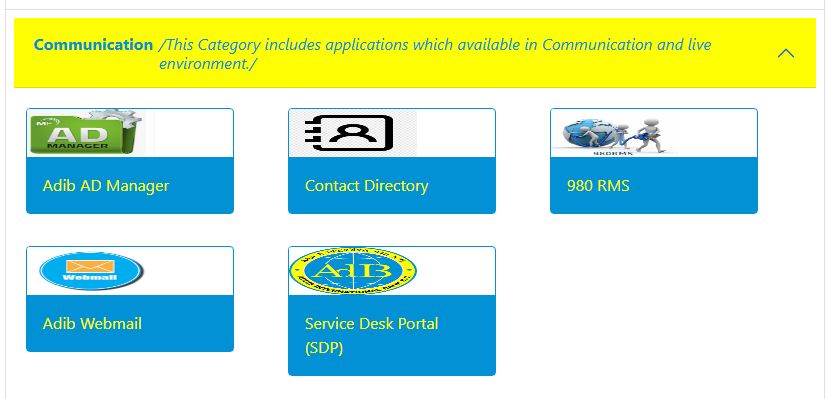 Communication /This Category includes applications which available in Communication and live
environment./
AD
MANAGER
Adib AD Manager
Contact Directory
980RMS
980 RMS
Webmail
Adib Webmail
AdIB
Service Desk Portal
(SDP)